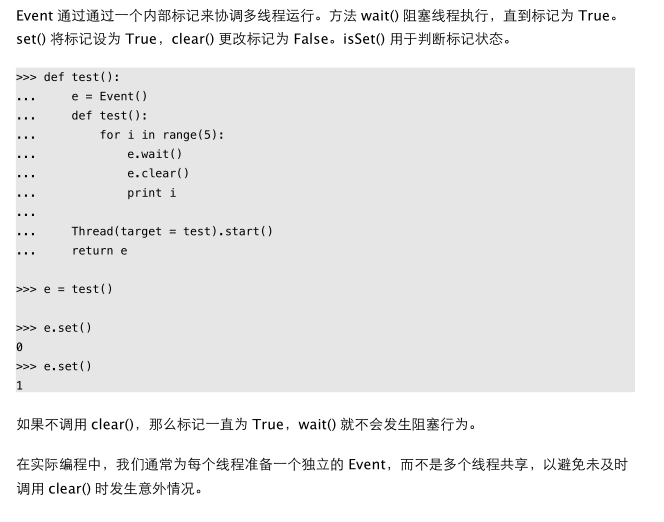 Event 通过通过一个内部标记来协调多线程运行。方法 wait() 阻塞线程执行，直到标记为 True。
set() 将标记设为 True，clear() 更改标记为 False。isSet() 用于判断标记状态。
>>> def test():
...     e = Event()
...     def test():
...         for i in range(5):
...             e.wait()
...             e.clear()
...             print i
...
...     Thread(target = test).start()
...     return e
>>> e = test()
>>> e.set()
0
>>> e.set()
1
如果不调用 clear()，那么标记一直为 True，wait() 就不会发生阻塞行为。
在实际编程中，我们通常为每个线程准备一个独立的 Event，而不是多个线程共享，以避免未及时
调用 clear() 时发生意外情况。